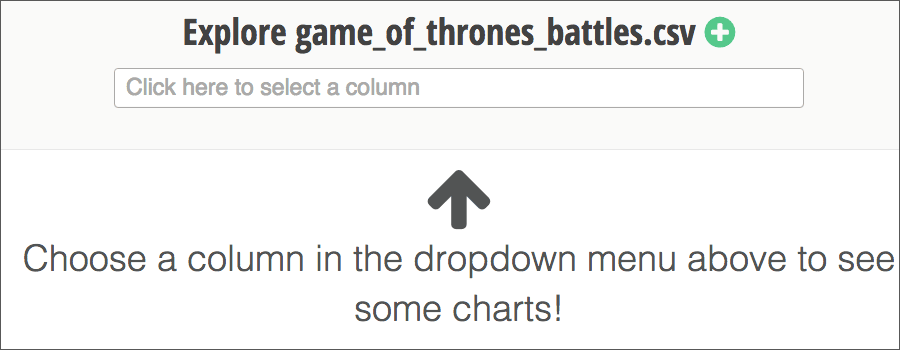 Explore game_of_thrones_battles.csv
Click here to select a column
Choose a column in the dropdown menu above to see
some charts!